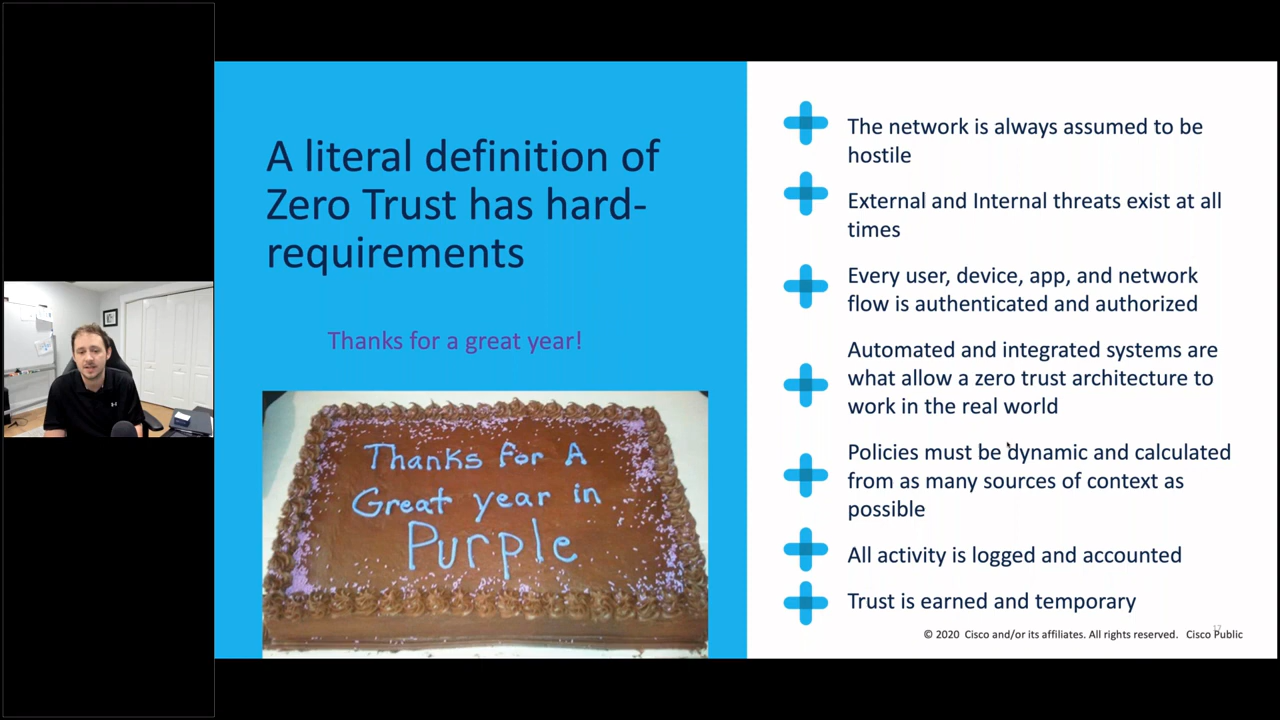 A literal definition of
Zero Trust has hard-
requirements
Thanks for a great year!
Thanks for A
Great year in
Purple
The network is always assumed to be
hostile
External and Internal threats exist at all
times
Every user, device, app, and network
flow is authenticated and authorized
Automated and integrated systems are
what allow a zero trust architecture to
work in the real world
Policies must be dynamic and calculated
from as many sources of context as
possible
All activity is logged and accounted
Trust is earned and temporary
17
© 2020 Cisco and/or its affiliates. All rights reserved. Cisco Public